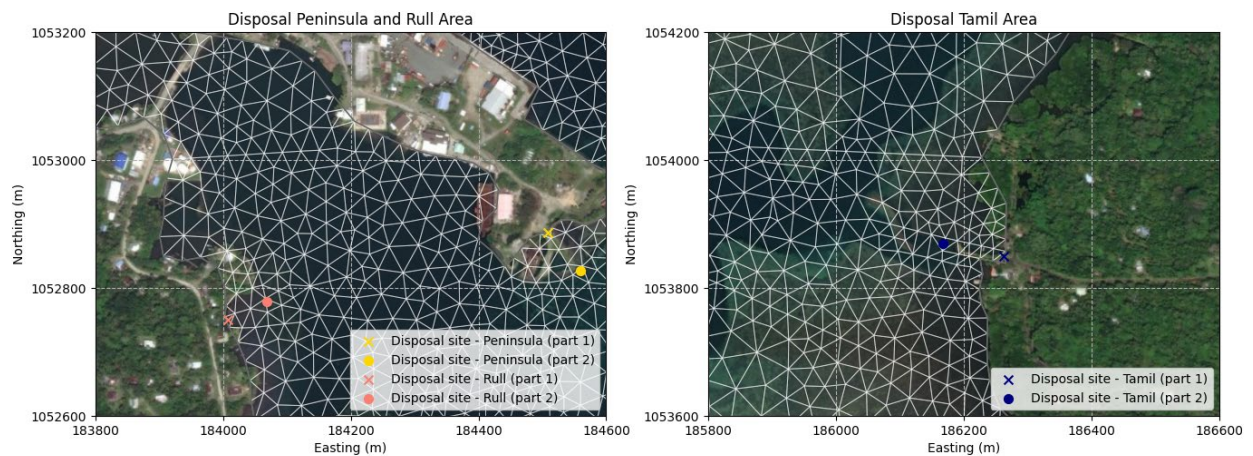 Disposal Peninsula and Rull Area
1053200
1053000
1052800
1052600
Northing (m)
183800
184000
184200
184400
184600
Easting (m)
Disposal site - Peninsula (part 1)
Disposal site - Peninsula (part 2)
Disposal site - Rull (part 1)
Disposal site - Rull (part 2)
Disposal Tamil Area
1054200
1054000
1053800
1053600
Northing (m)
185800
186000
186200
186400
186600
Easting (m)
Disposal site - Tamil (part 1)
Disposal site - Tamil (part 2)